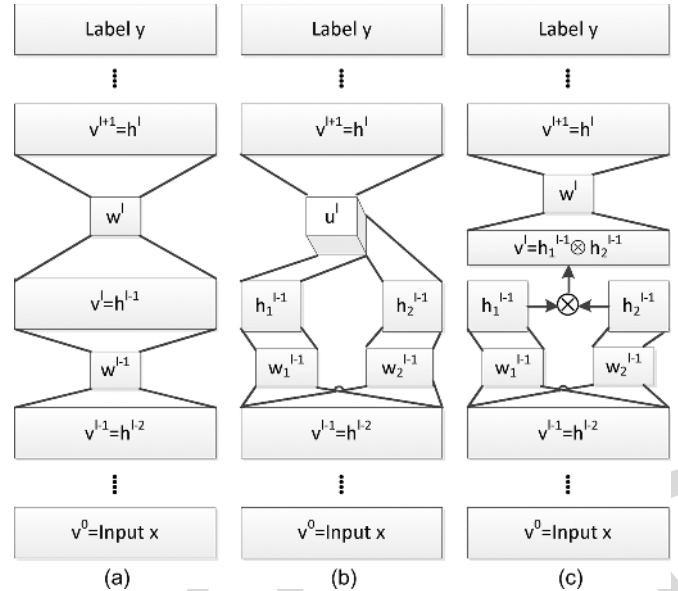 Label y
v^{l+1}=h^l
w^l
v^l=h^{l-1}
w^{l-1}
v^{l-1}=h^{l-2}
v^0=Input x
(a)
Label y
v^{l+1}=h^l
u^l
h_1^{l-1} h_2^{l-1}
w_1^{l-1} w_2^{l-1}
v^{l-1}=h^{l-2}
v^0=Input x
(b)
Label y
v^{l+1}=h^l
w^l
v^l=h_1^{l-1}⊗ h_2^{l-1}
h_1^{l-1} ⊗ h_2^{l-1}
w_1^{l-1} w_2^{l-1}
v^{l-1}=h^{l-2}
v^0=Input x
(c)